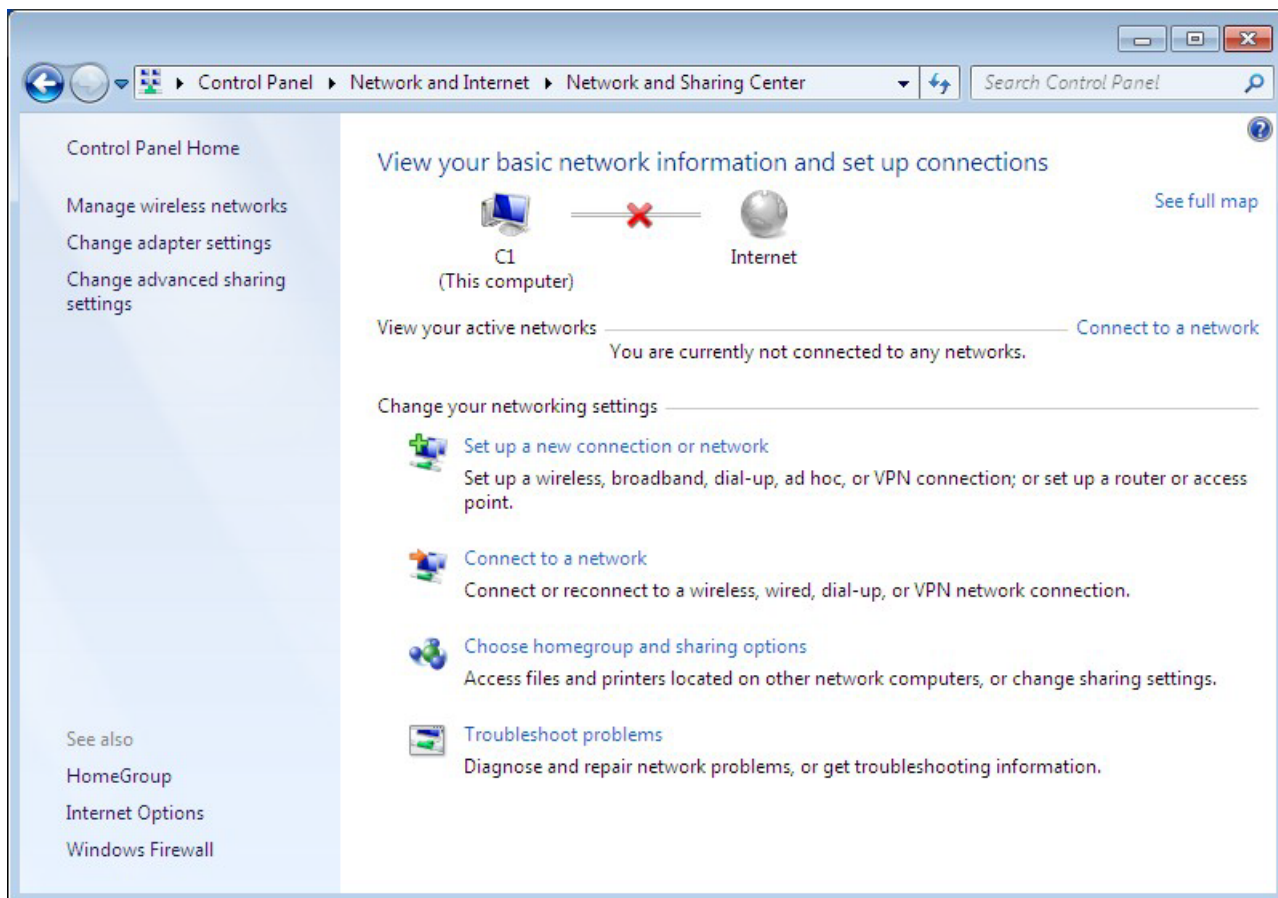 Control Panel ▸ Network and Internet ▸ Network and Sharing Center
Search Control Panel
Control Panel Home
Manage wireless networks
Change adapter settings
Change advanced sharing
settings
See also
HomeGroup
Internet Options
Windows Firewall
View your basic network information and set up connections
See full map
C1
(This computer)
Internet
View your active networks
Connect to a network
You are currently not connected to any networks.
Change your networking settings
Set up a new connection or network
Set up a wireless, broadband, dial-up, ad hoc, or VPN connection; or set up a router or access
point.
Connect to a network
Connect or reconnect to a wireless, wired, dial-up, or VPN network connection.
Choose homegroup and sharing options
Access files and printers located on other network computers, or change sharing settings.
Troubleshoot problems
Diagnose and repair network problems, or get troubleshooting information.